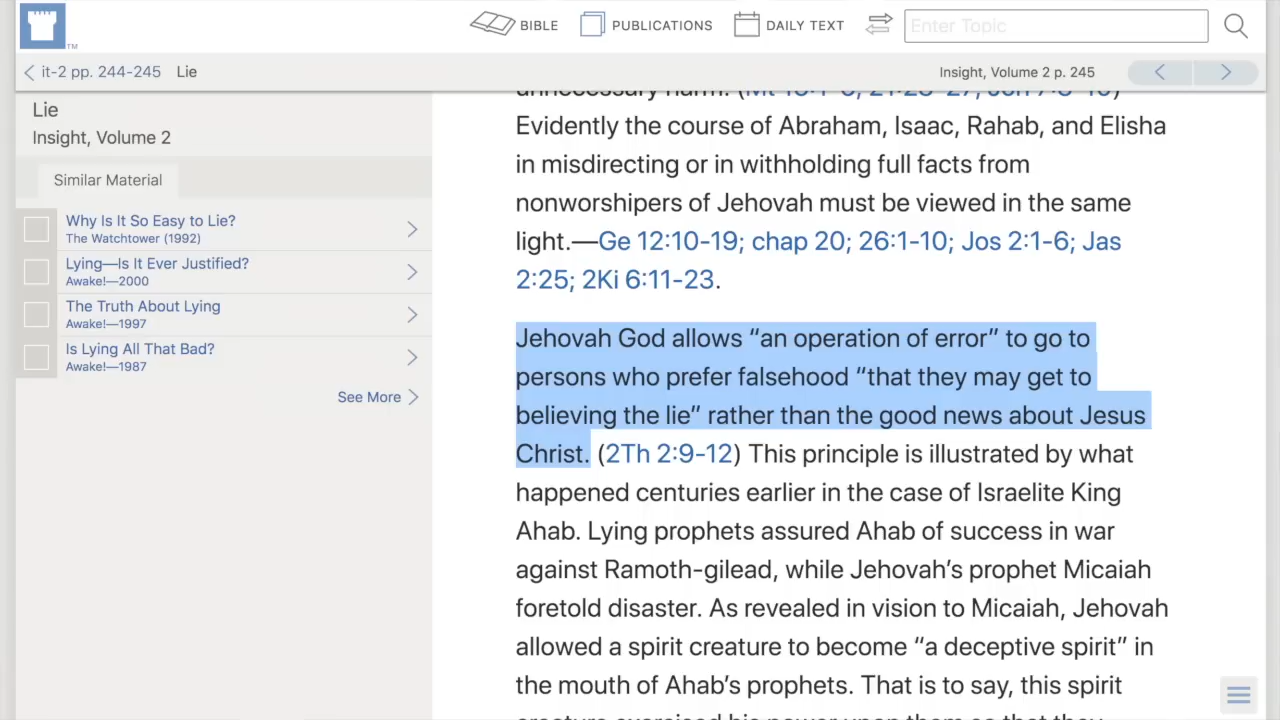 TM
BIBLE
PUBLICATIONS
DAILY TEXT
Enter Topic
it-2 pp. 244-245 Lie
Insight, Volume 2 p. 245
Lie
Insight, Volume 2
Similar Material
Why Is It So Easy to Lie?
The Watchtower (1992)
Lying—Is It Ever Justified?
Awake!—2000
The Truth About Lying
Awake!—1997
Is Lying All That Bad?
Awake!—1987
See More
unnecessary harm.
Evidently the course of Abraham, Isaac, Rahab, and Elisha
in misdirecting or in withholding full facts from
nonworshipers of Jehovah must be viewed in the same
light.—Ge 12:10-19; chap 20; 26:1-10; Jos 2:1-6; Jas
2:25; 2Ki 6:11-23.
Jehovah God allows “an operation of error” to go to
persons who prefer falsehood “that they may get to
believing the lie” rather than the good news about Jesus
Christ. (2Th 2:9-12) This principle is illustrated by what
happened centuries earlier in the case of Israelite King
Ahab. Lying prophets assured Ahab of success in war
against Ramoth-gilead, while Jehovah’s prophet Micaiah
foretold disaster. As revealed in vision to Micaiah, Jehovah
allowed a spirit creature to become “a deceptive spirit” in
the mouth of Ahab’s prophets. That is to say, this spirit